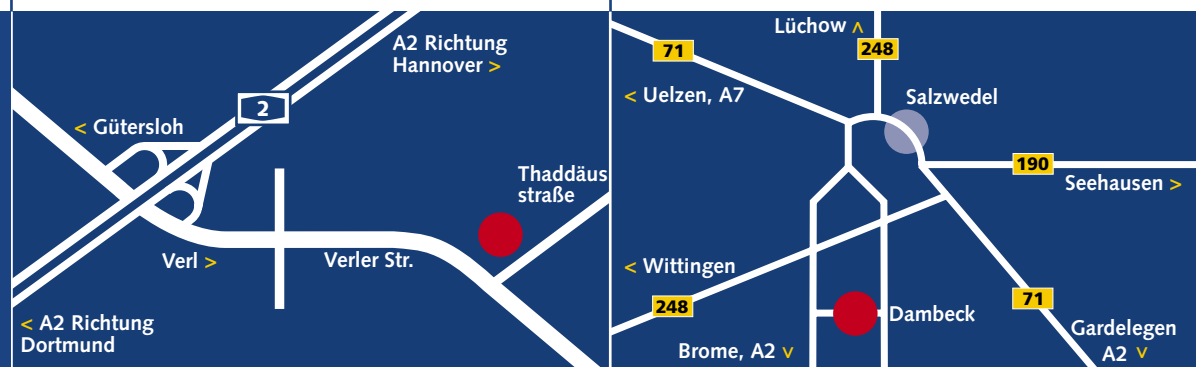 A2 Richtung
Hannover >
2
< Gütersloh
Thaddäus
straße
Verl >
Verler Str.
< A2 Richtung
Dortmund
Lüchow ^
248
71
< Uelzen, A7
Salzwedel
190
Seehausen >
< Wittingen
248
71
Dambeck
Gardelegen
A2 v
Brome, A2 v